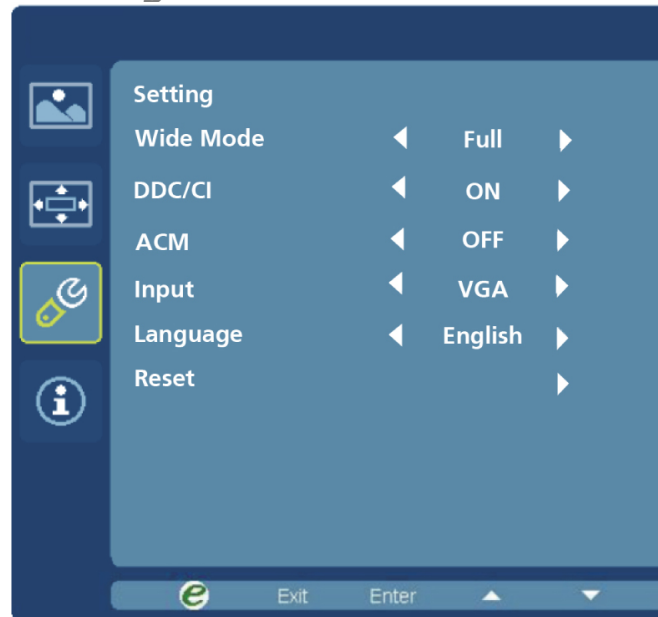 Setting
Wide Mode Full
DDC/CI ON
ACM OFF
Input VGA
Language English
Reset
e Exit Enter